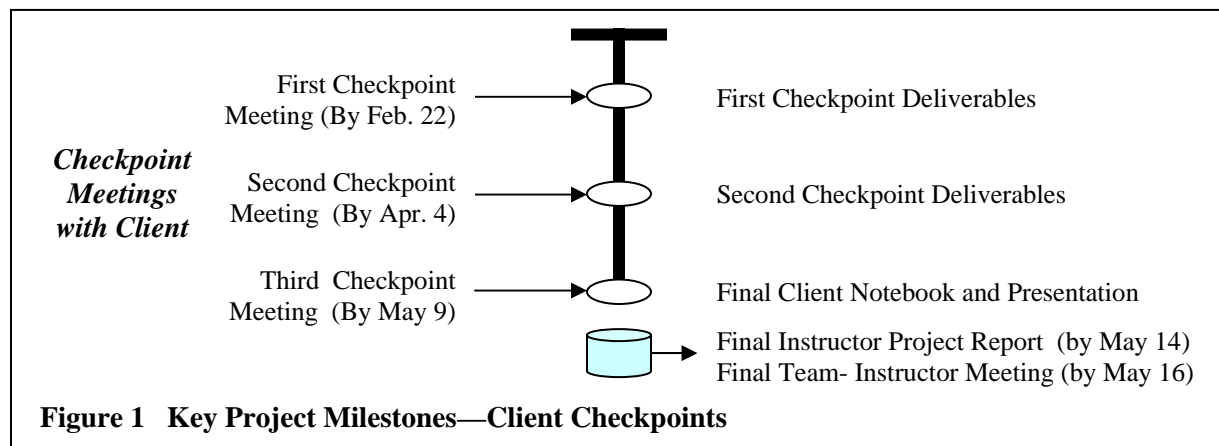 First Checkpoint
Meeting (By Feb. 22)
First Checkpoint Deliverables
Checkpoint
Meetings
with Client
Second Checkpoint
Meeting (By Apr. 4)
Second Checkpoint Deliverables
Third Checkpoint
Meeting (By May 9)
Final Client Notebook and Presentation
Final Instructor Project Report (by May 14)
Final Team- Instructor Meeting (by May 16)
Figure 1 Key Project Milestones—Client Checkpoints